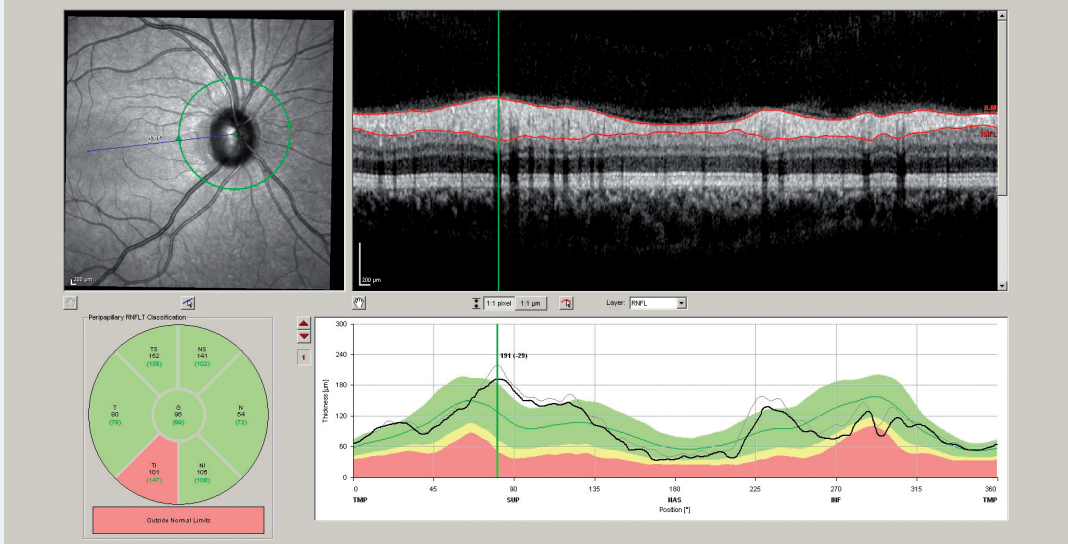 200 µm
ILM
200 µm
1:1 pixel
1:1 µm
Layer:
RNFL
Peripapillary RNFLT Classification
TS
152
(138)
NS
141
(102)
T
80
(78)
G
96
(99)
N
54
(72)
TI
101
(147)
NI
105
(108)
Outside Normal Limits
1
300
240
180
120
60
0
Thickness [µm]
191 (-29)
0
45
90
135
180
225
270
315
360
TMP
SUP
NAS
INF
TMP
Position [°]